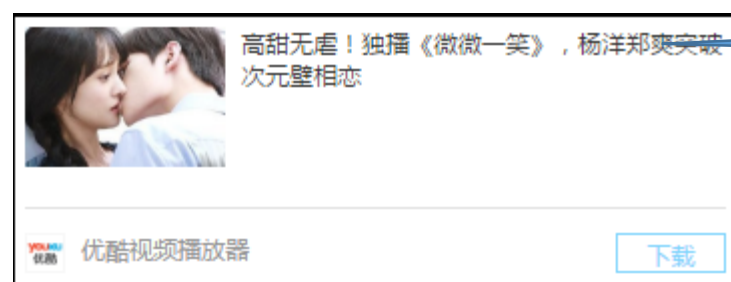 高甜无虐！独播《微微一笑》，杨洋郑爽突破
次元壁相恋
YOUKU
优酷
优酷视频播放器
下载